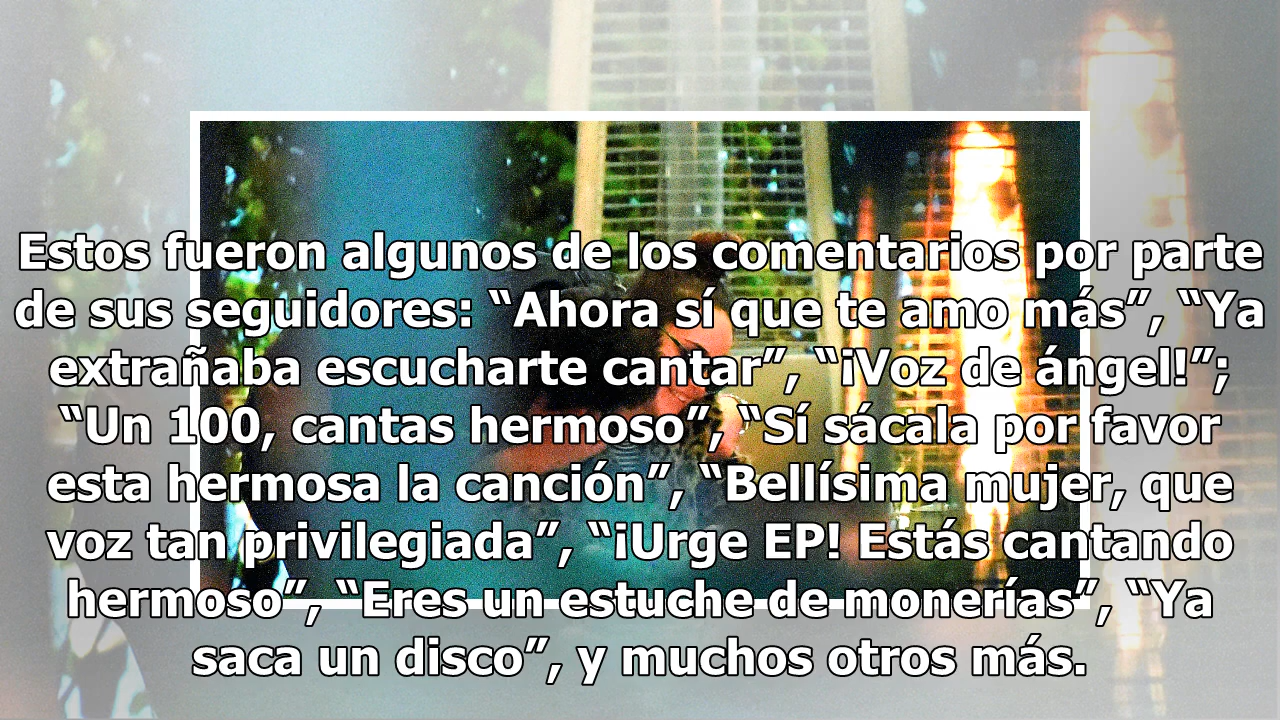 Estos fueron algunos de los comentarios por parte
de sus seguidores: “Ahora sí que te amo más”, “Ya
extrañaba escucharte cantar”, “¡Voz de ángel!”;
“Un 100, cantas hermoso”, “Sí sácala por favor
esta hermosa la canción”, “Bellísima mujer, que
voz tan privilegiada”, “¡Urge EP! Estás cantando
hermoso”, “Eres un estuche de monerías”, “Ya
saca un disco”, y muchos otros más.